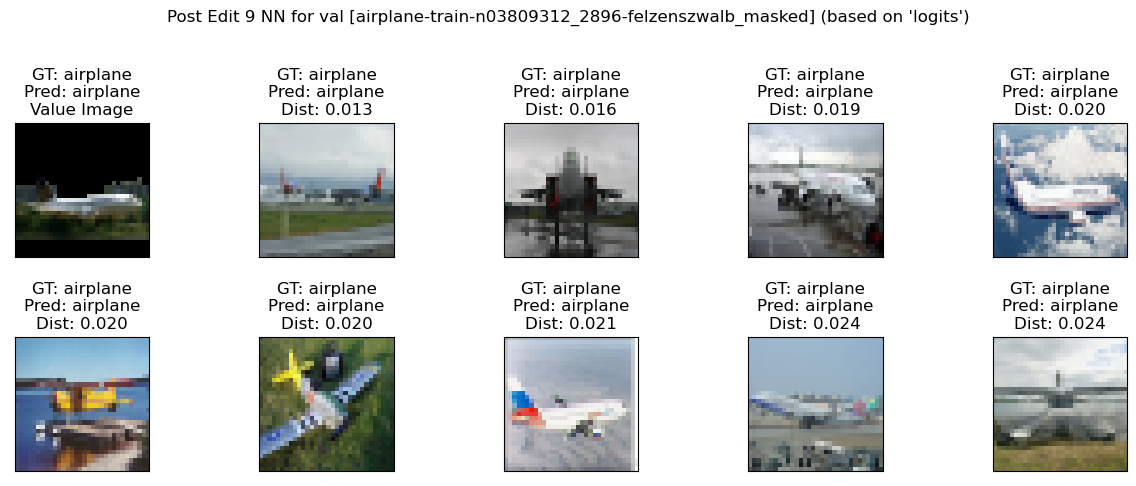 Post Edit 9 NN for val [airplane-train-n03809312_2896-felzenszwalb_masked] (based on 'logits')
GT: airplane
Pred: airplane
Value Image
GT: airplane
Pred: airplane
Dist: 0.013
GT: airplane
Pred: airplane
Dist: 0.016
GT: airplane
Pred: airplane
Dist: 0.019
GT: airplane
Pred: airplane
Dist: 0.020
GT: airplane
Pred: airplane
Dist: 0.020
GT: airplane
Pred: airplane
Dist: 0.020
GT: airplane
Pred: airplane
Dist: 0.021
GT: airplane
Pred: airplane
Dist: 0.024
GT: airplane
Pred: airplane
Dist: 0.024